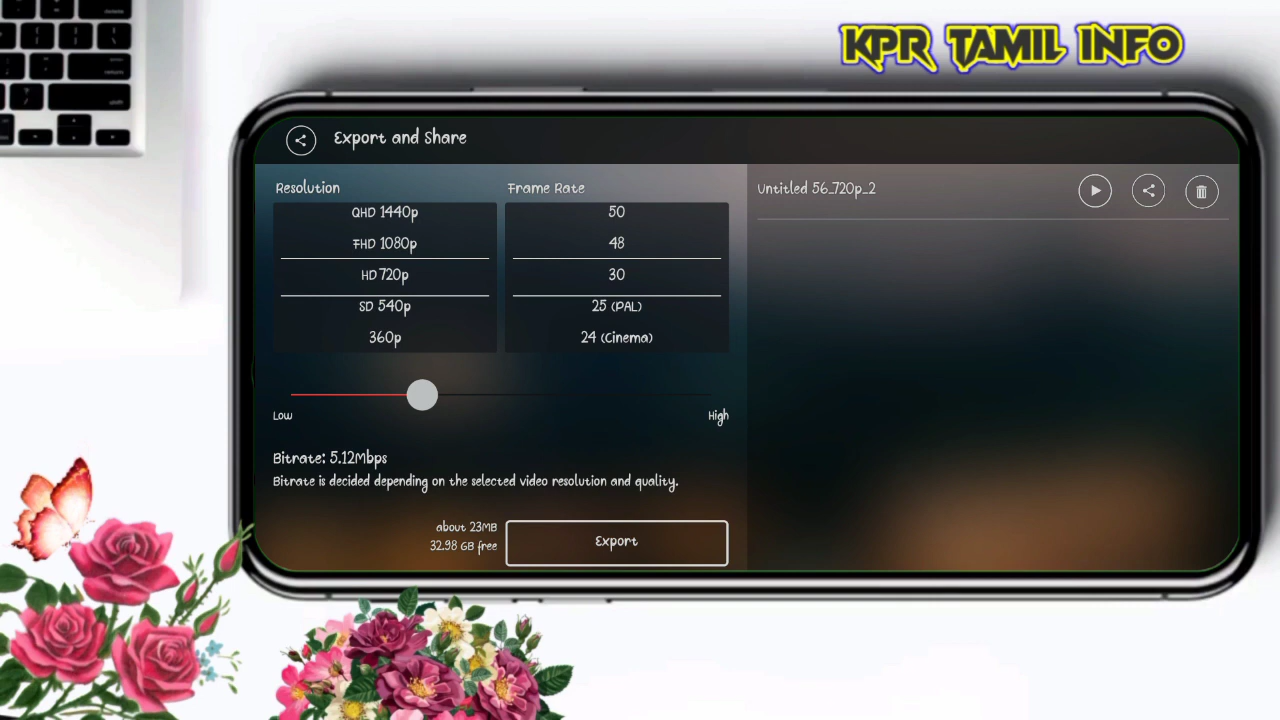 KPR TAMIL INFO
Export and Share
Resolution
Frame Rate
QHD 1440p
FHD 1080p
HD 720p
SD 540p
360p
50
48
30
25 (PAL)
24 (Cinema)
Low
High
Bitrate: 5.12Mbps
Bitrate is decided depending on the selected video resolution and quality.
about 23MB
32.98 GB free
Export
Untitled 56_720p_2